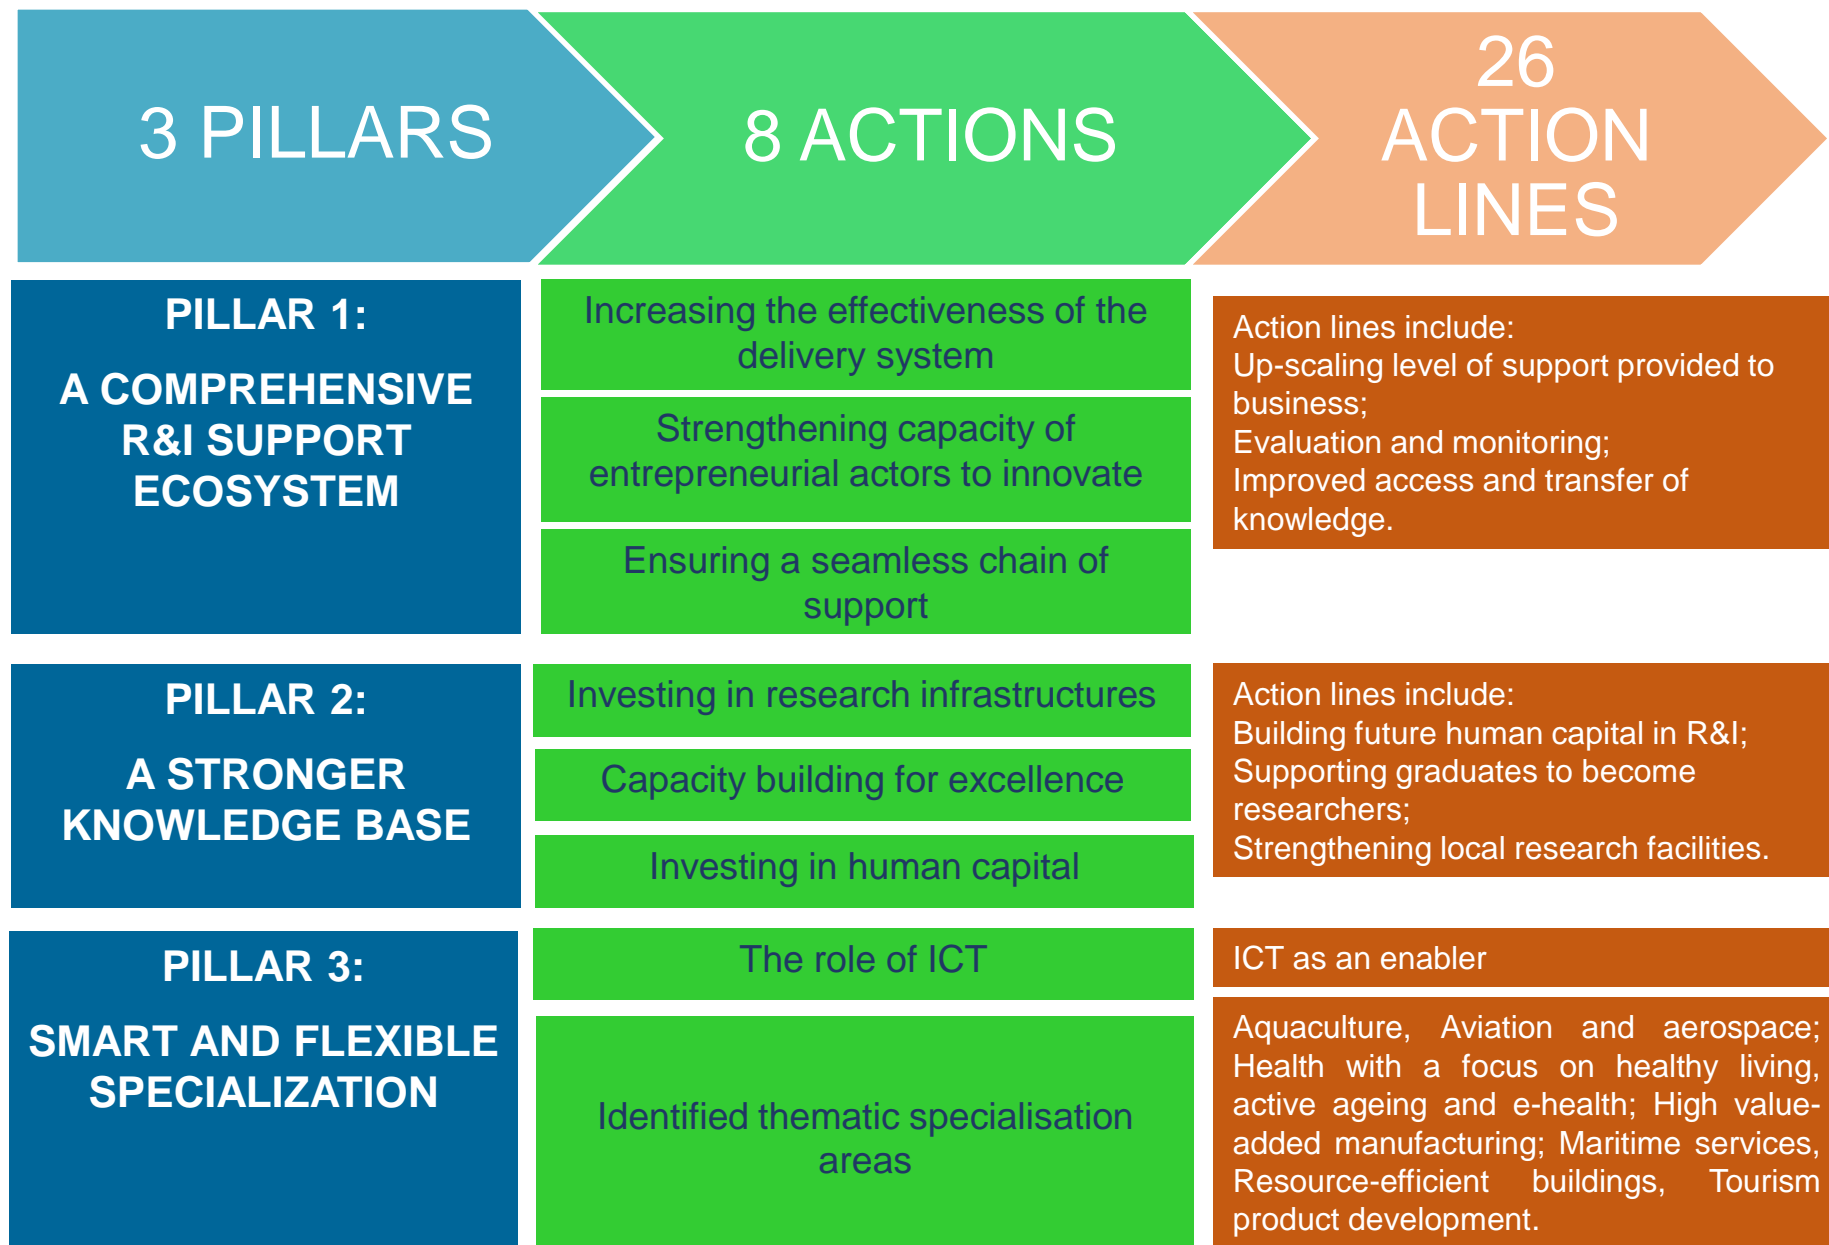 3 PILLARS
8 ACTIONS
26
ACTION
LINES
PILLAR 1:
A COMPREHENSIVE
R&I SUPPORT
ECOSYSTEM
Increasing the effectiveness of the
delivery system
Strengthening capacity of
entrepreneurial actors to innovate
Ensuring a seamless chain of
support
Action lines include:
Up-scaling level of support provided to
business;
Evaluation and monitoring;
Improved access and transfer of
knowledge.
PILLAR 2:
A STRONGER
KNOWLEDGE BASE
Investing in research infrastructures
Capacity building for excellence
Investing in human capital
Action lines include:
Building future human capital in R&I;
Supporting graduates to become
researchers;
Strengthening local research facilities.
PILLAR 3:
SMART AND FLEXIBLE
SPECIALIZATION
The role of ICT
Identified thematic specialisation
areas
ICT as an enabler
Aquaculture, Aviation and aerospace;
Health with a focus on healthy living,
active ageing and e-health; High value-
added manufacturing; Maritime services,
Resource-efficient buildings, Tourism
product development.